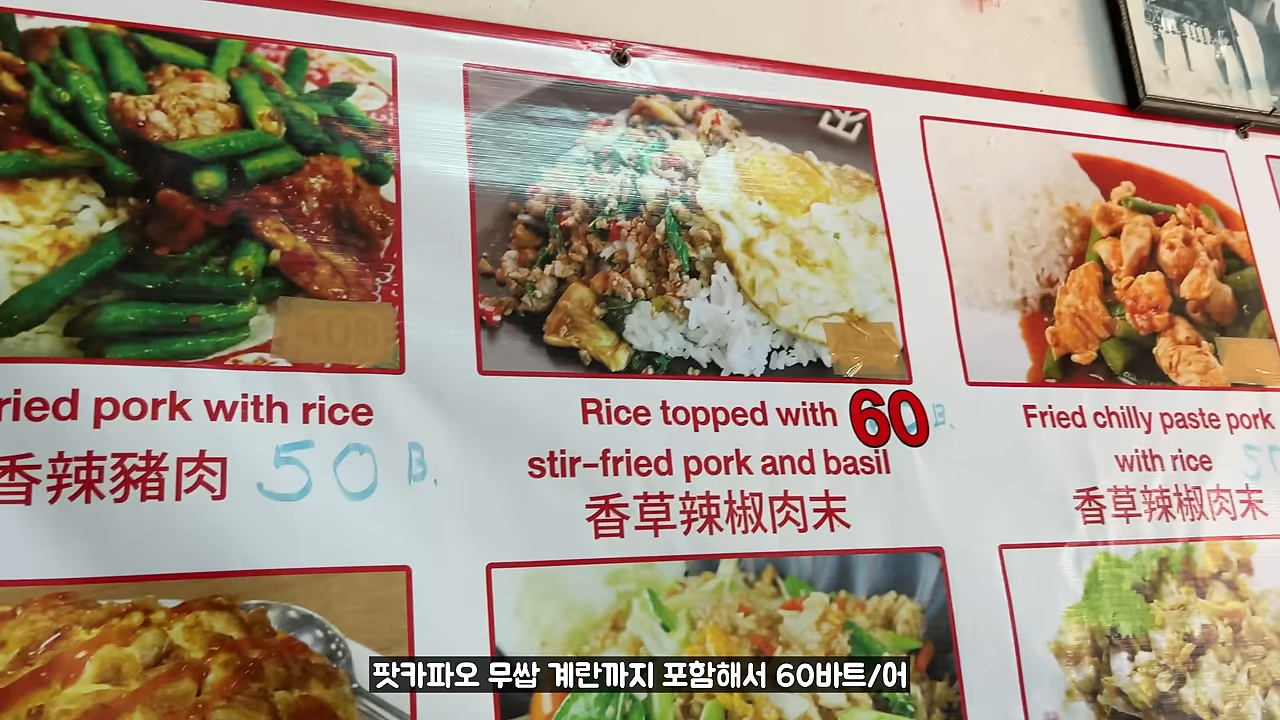 ried pork with rice
香辣豬肉 50 B.
Rice topped with 60 B.
stir-fried pork and basil
香草辣椒肉末
Fried chilly paste pork
with rice 50
香草辣椒肉末
팟카파오 무쌉 계란까지 포함해서 60바트/어